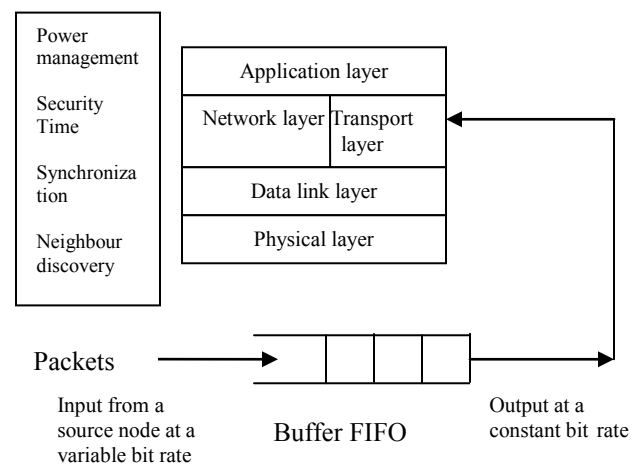 Power
management
Security
Time
Synchroniza
tion
Neighbour
discovery
Application layer
Network layer
Transport
layer
Data link layer
Physical layer
Packets
Input from a
source node at a
variable bit rate
Buffer FIFO
Output at a
constant bit rate